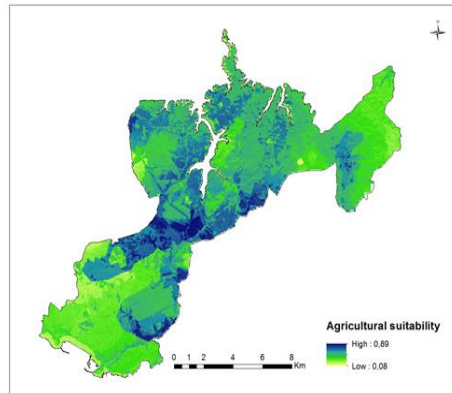 N
Agricultural suitability
High : 0,89
Low : 0,08
0 1 2 4 6 8
Km